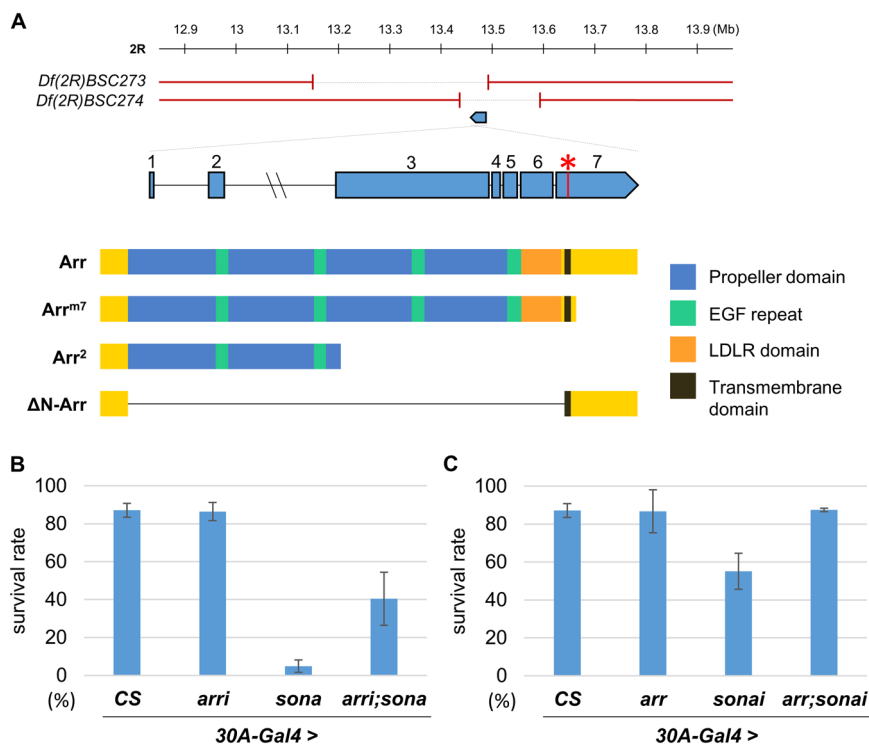 A
12.9 13 13.1 13.2 13.3 13.4 13.5 13.6 13.7 13.8 13.9 (Mb)
2R
Df(2R)BSC273
Df(2R)BSC274
1 2 3 4 5 6 * 7
Arr
Arrᵐ⁷
Arr²
ΔN-Arr
Propeller domain
EGF repeat
LDLR domain
Transmembrane
domain
B
survival rate
100
80
60
40
20
0
(%) CS arri sona arri;sona
30A-Gal4 >
C
survival rate
100
80
60
40
20
0
(%) CS arr sonai arr;sonai
30A-Gal4 >